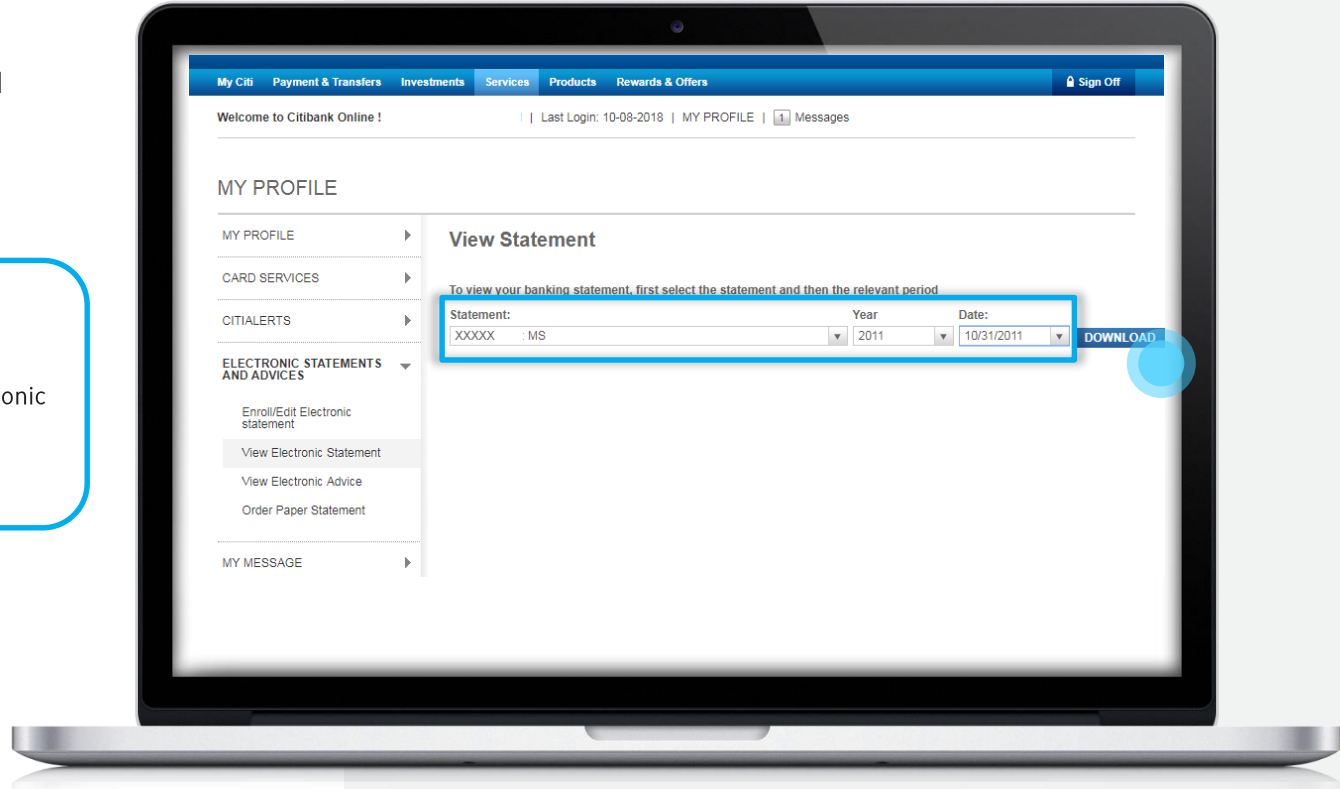 My Citi Payment & Transfers Investments Services Products Rewards & Offers Sign Off
Welcome to Citibank Online ! | Last Login: 10-08-2018 | MY PROFILE | 1 Messages
MY PROFILE
MY PROFILE
CARD SERVICES
CITIALERTS
ELECTRONIC STATEMENTS
AND ADVICES
Enroll/Edit Electronic
statement
View Electronic Statement
View Electronic Advice
Order Paper Statement
MY MESSAGE
View Statement
To view your banking statement, first select the statement and then the relevant period
Statement: Year Date:
XXXXX : MS 2011 10/31/2011 DOWNLOAD
onic